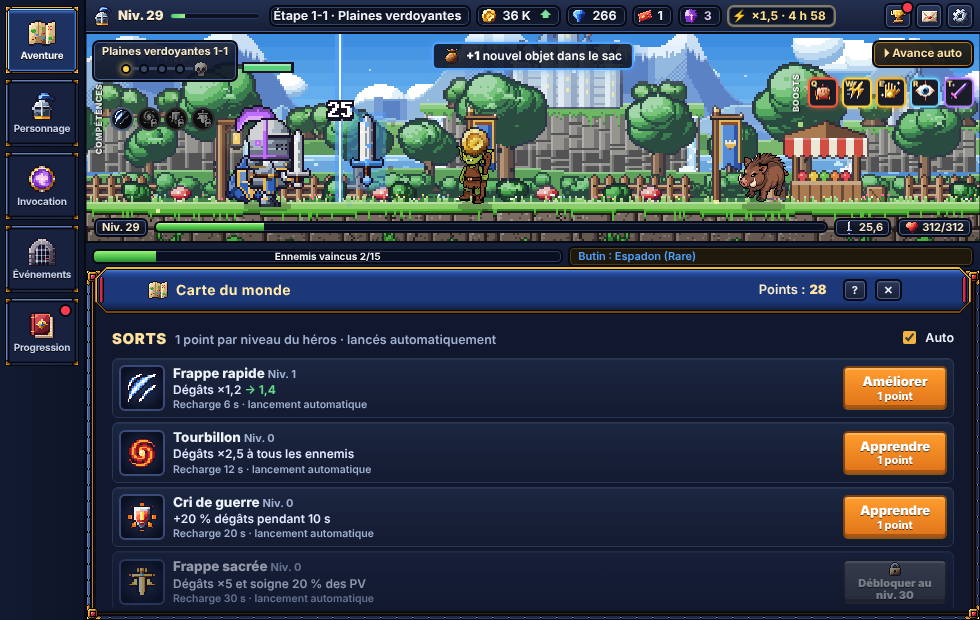 Niv. 29
Étape 1-1 · Plaines verdoyantes
36 K
266
1
3
×1,5 · 4 h 58
Aventure
Personnage
Invocation
Événements
Progression
Plaines verdoyantes 1-1
+1 nouvel objet dans le sac
Avance auto
COMPÉTENCES
BOOSTS
25
Niv. 29
25,6
312/312
Ennemis vaincus 2/15
Butin : Espadon (Rare)
Carte du monde
Points : 28
?
×
SORTS 1 point par niveau du héros · lancés automatiquement
Auto
Frappe rapide Niv. 1
Dégâts ×1,2 → 1,4
Recharge 6 s · lancement automatique
Améliorer
1 point
Tourbillon Niv. 0
Dégâts ×2,5 à tous les ennemis
Recharge 12 s · lancement automatique
Apprendre
1 point
Cri de guerre Niv. 0
+20 % dégâts pendant 10 s
Recharge 20 s · lancement automatique
Apprendre
1 point
Frappe sacrée Niv. 0
Dégâts ×5 et soigne 20 % des PV
Recharge 30 s · lancement automatique
Débloquer au
niv. 30